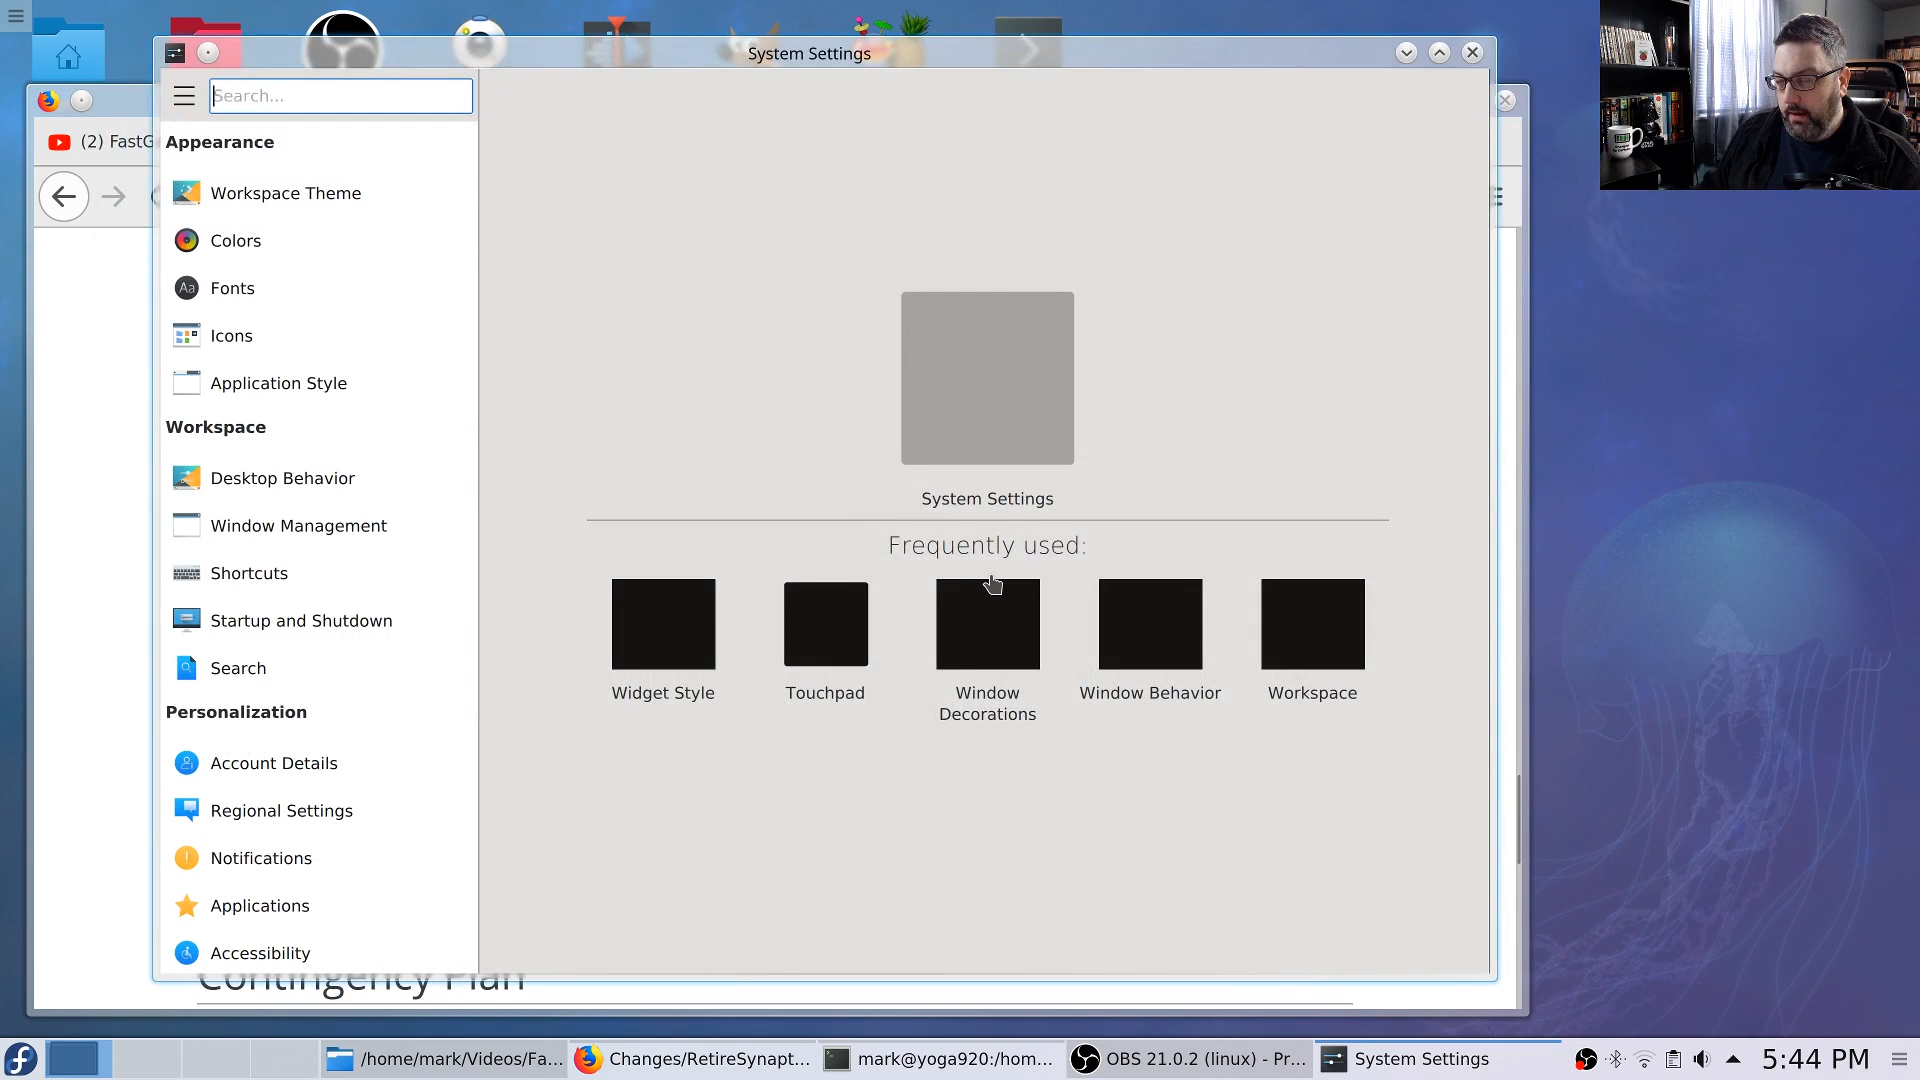 System Settings
Search...
(2) FastG
Appearance
Workspace Theme
Colors
Fonts
Icons
Application Style
Workspace
Desktop Behavior
Window Management
Shortcuts
Startup and Shutdown
Search
Personalization
Account Details
Regional Settings
Notifications
Applications
Accessibility
System Settings
Frequently used:
Widget Style
Touchpad
Window
Decorations
Window Behavior
Workspace
Contingency Plan
/home/mark/Videos/Fa...
Changes/RetireSynapt...
mark@yoga920:/hom...
OBS 21.0.2 (linux) - Pr...
System Settings
5:44 PM